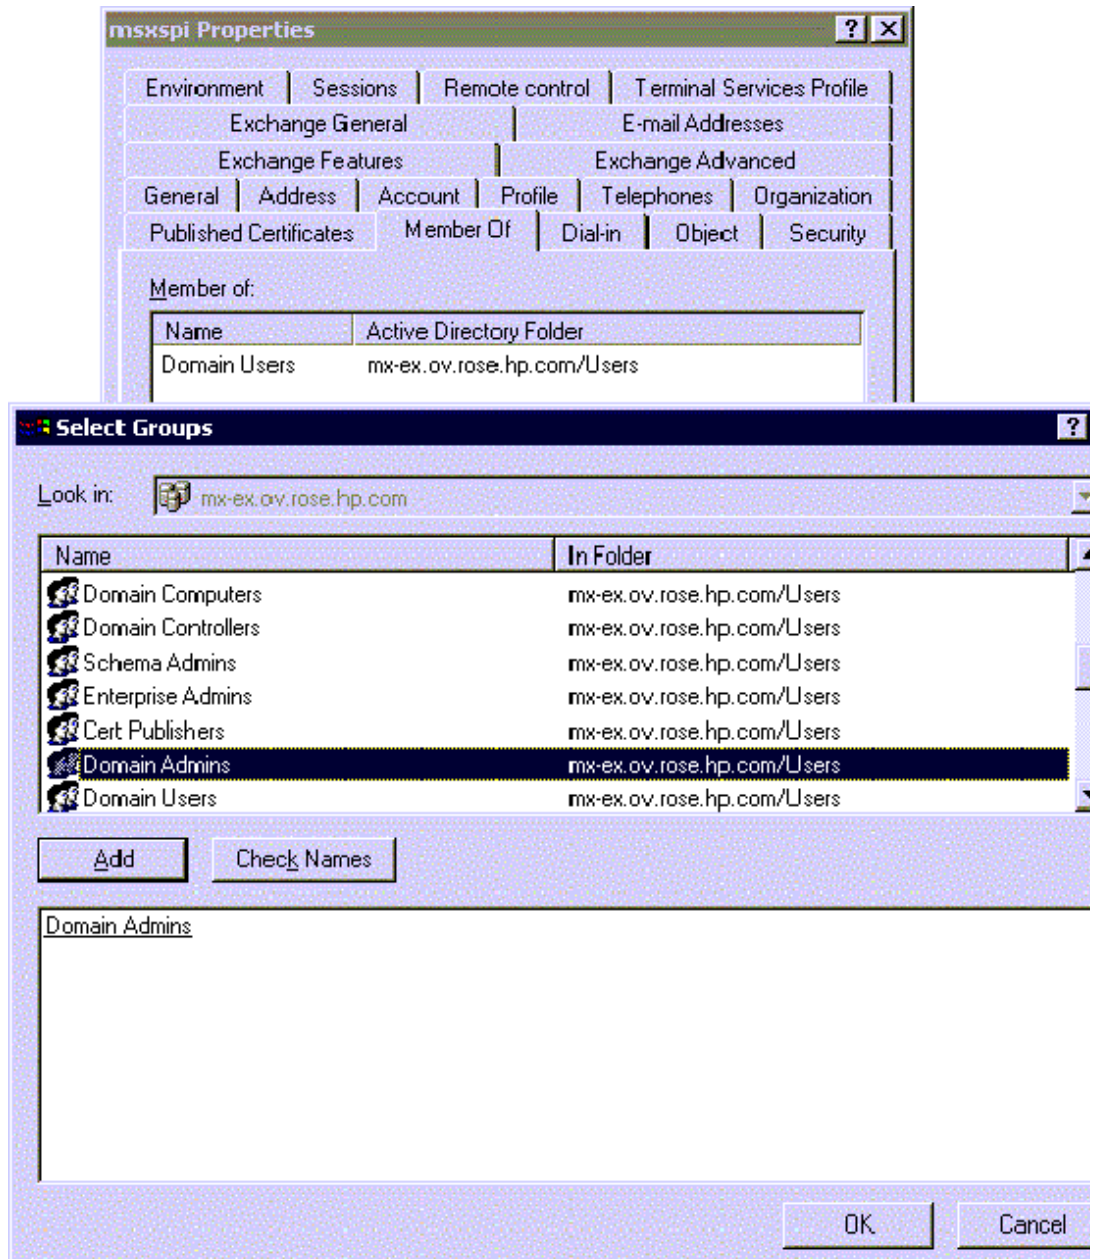 msxspi Properties
?
Environment Sessions Remote control Terminal Services Profile
Exchange General E-mail Addresses
Exchange Features Exchange Advanced
General Address Account Profile Telephones Organization
Published Certificates Member Of Dial-in Object Security
Member of:
Name Active Directory Folder
Domain Users mx-ex.ov.rose.hp.com/Users
Select Groups
?
Look in: mx-ex.ov.rose.hp.com
Name In Folder
Domain Computers mx-ex.ov.rose.hp.com/Users
Domain Controllers mx-ex.ov.rose.hp.com/Users
Schema Admins mx-ex.ov.rose.hp.com/Users
Enterprise Admins mx-ex.ov.rose.hp.com/Users
Cert Publishers mx-ex.ov.rose.hp.com/Users
Domain Admins mx-ex.ov.rose.hp.com/Users
Domain Users mx-ex.ov.rose.hp.com/Users
Add Check Names
Domain Admins
OK Cancel